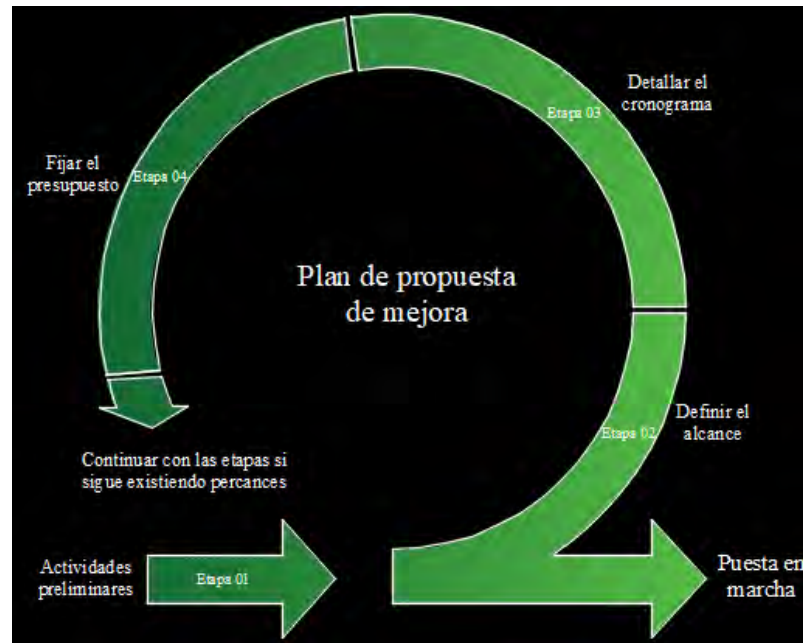 Detallar el
cronograma
Etapa 03
Fijar el
presupuesto
Etapa 04
Plan de propuesta
de mejora
Definir el
alcance
Etapa 02
Continuar con las etapas si
sigue existiendo percances
Actividades
preliminares
Etapa 01
Puesta en
marcha